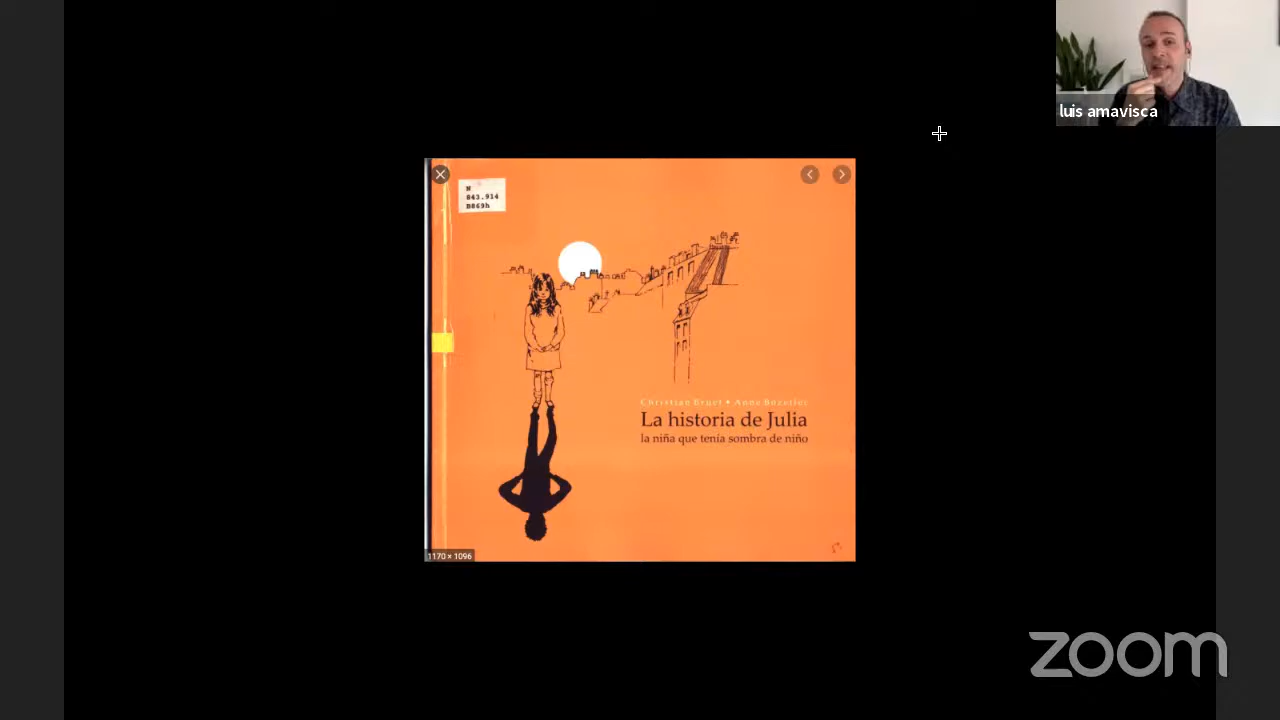 luis amavisca
N
843.914
B869h
Christian Bruel • Anne Bozellec
La historia de Julia
la niña que tenía sombra de niño
1170 × 1096
zoom